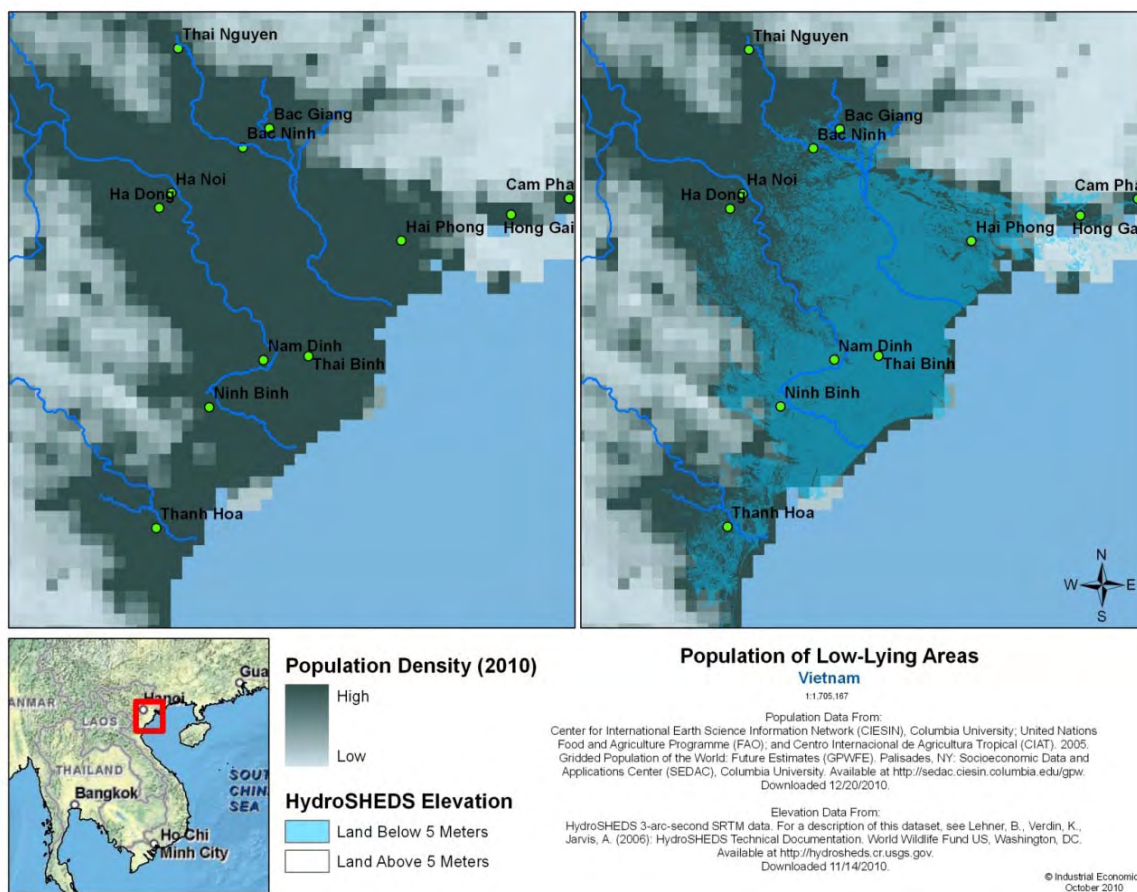 Thai Nguyen
Bac Giang
Bac Ninh
Ha Noi
Ha Dong
Cam Pha
Hong Gai
Hai Phong
Nam Dinh
Thai Binh
Ninh Binh
Thanh Hoa
Thai Nguyen
Bac Giang
Bac Ninh
Ha Noi
Ha Dong
Cam Pha
Hong Ga
Hai Phong
Nam Dinh
Thai Binh
Ninh Binh
Thanh Hoa
N
W E
S
Gua
Hanoi
ANMAR
LAOS
THAILAND
Bangkok
SOUT
CHIN
SEA
Ho Chi
Minh City
Population Density (2010)
High
Low
HydroSHEDS Elevation
Land Below 5 Meters
Land Above 5 Meters
Population of Low-Lying Areas
Vietnam
1:1,705,167
Population Data From:
Center for International Earth Science Information Network (CIESIN), Columbia University; United Nations
Food and Agriculture Programme (FAO); and Centro Internacional de Agricultura Tropical (CIAT). 2005.
Gridded Population of the World: Future Estimates (GPWFE). Palisades, NY: Socioeconomic Data and
Applications Center (SEDAC), Columbia University. Available at http://sedac.ciesin.columbia.edu/gpw.
Downloaded 12/20/2010.
Elevation Data From:
HydroSHEDS 3-arc-second SRTM data. For a description of this dataset, see Lehner, B., Verdin, K.,
Jarvis, A. (2006): HydroSHEDS Technical Documentation. World Wildlife Fund US, Washington, DC.
Available at http://hydrosheds.cr.usgs.gov.
Downloaded 11/14/2010.
© Industrial Economic
October 2010